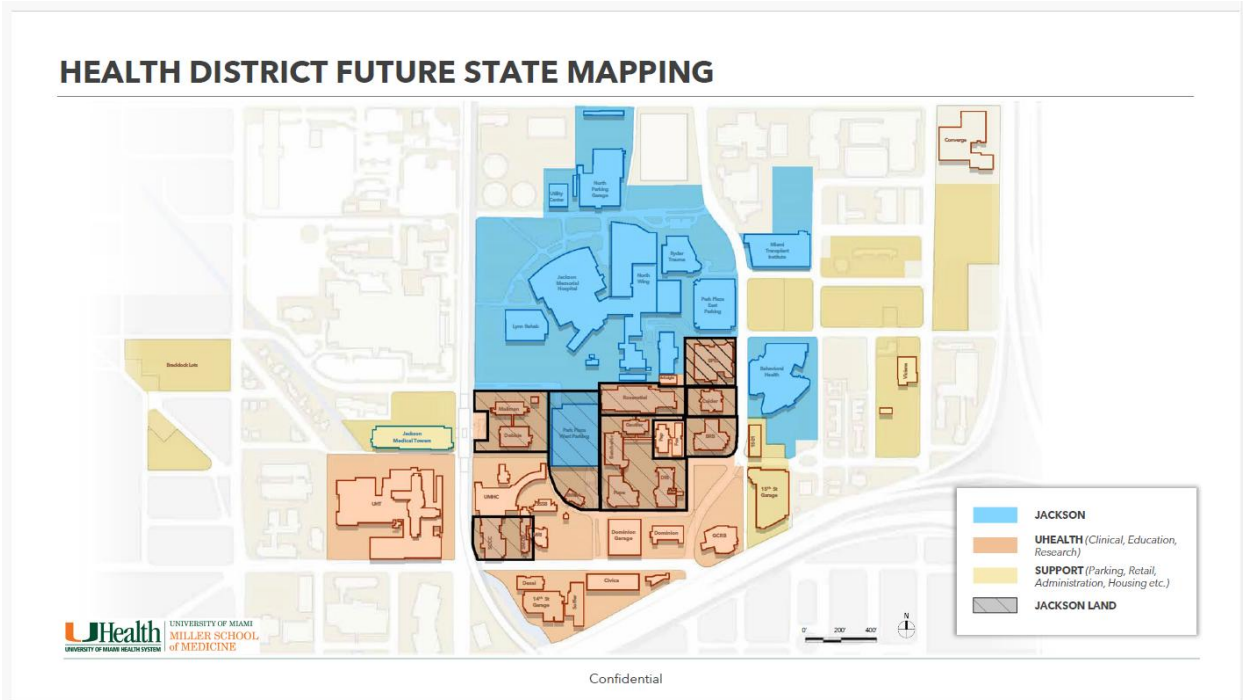 HEALTH DISTRICT FUTURE STATE MAPPING
Converge
North
Parking
Garage
Utility
Center
Miami
Transplant
Institute
Ryder
Trauma
Jackson
Memorial
Hospital
North
Wing
Park Plaza
East
Parking
Lynn Rehab
Behavioral
Health
Braddock Lots
Rosenstiel
Park Plaza
West Parking
Jackson
Medical Towers
UMHC
UHT
10th St
Garage
Dominion
Garage
Dominion
Civica
14th St
Garage
JACKSON
UHEALTH (Clinical, Education,
Research)
SUPPORT (Parking, Retail,
Administration, Housing etc.)
JACKSON LAND
N
0' 200' 400'
UHealth
UNIVERSITY OF MIAMI HEALTH SYSTEM
UNIVERSITY OF MIAMI
MILLER SCHOOL
of MEDICINE
Confidential